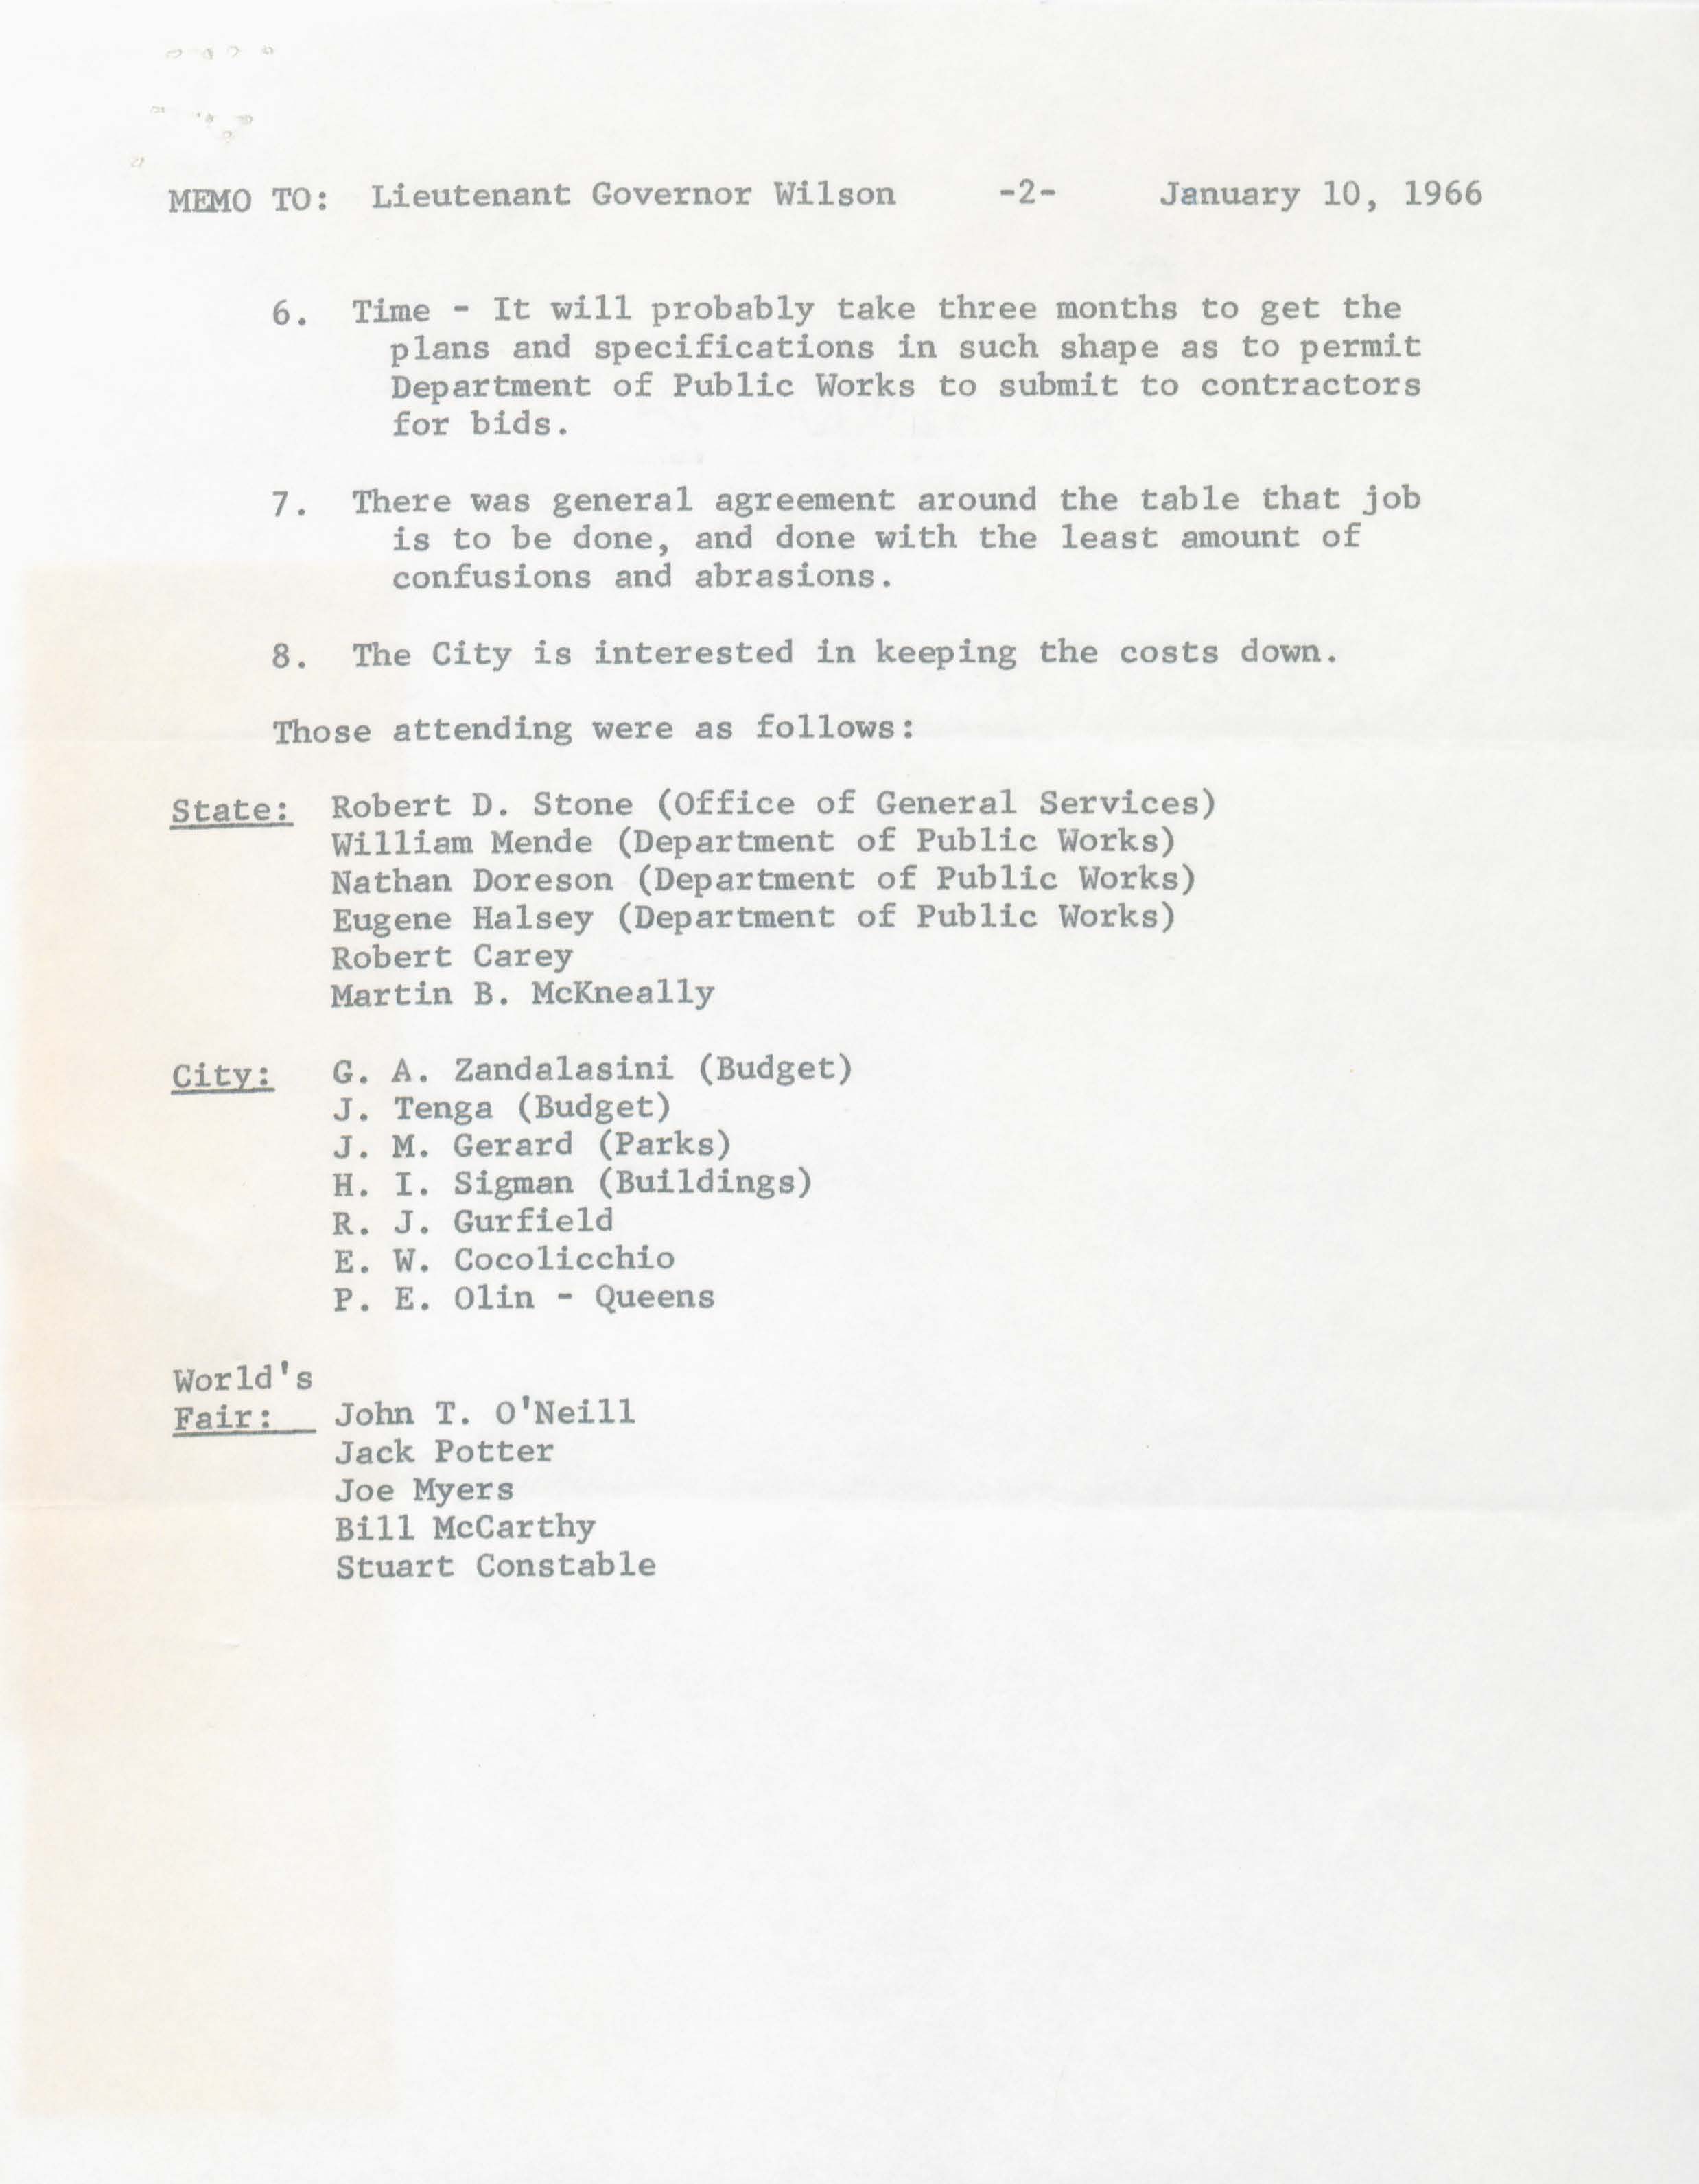 MEMO TO: Lieutenant Governor Wilson -2- January 10, 1966
6. Time - It will probably take three months to get the
plans and specifications in such shape as to permit
Department of Public Works to submit to contractors
for bids.
7. There was general agreement around the table that job
is to be done, and done with the least amount of
confusions and abrasions.
8. The City is interested in keeping the costs down.
Those attending were as follows:
State: Robert D. Stone (Office of General Services)
William Mende (Department of Public Works)
Nathan Doreson (Department of Public Works)
Eugene Halsey (Department of Public Works)
Robert Carey
Martin B. McKneally
City: G. A. Zandalasini (Budget)
J. Tenga (Budget)
J. M. Gerard (Parks)
H. I. Sigman (Buildings)
R. J. Gurfield
E. W. Cocolicchio
P. E. Olin - Queens
World's
Fair: John T. O'Neill
Jack Potter
Joe Myers
Bill McCarthy
Stuart Constable